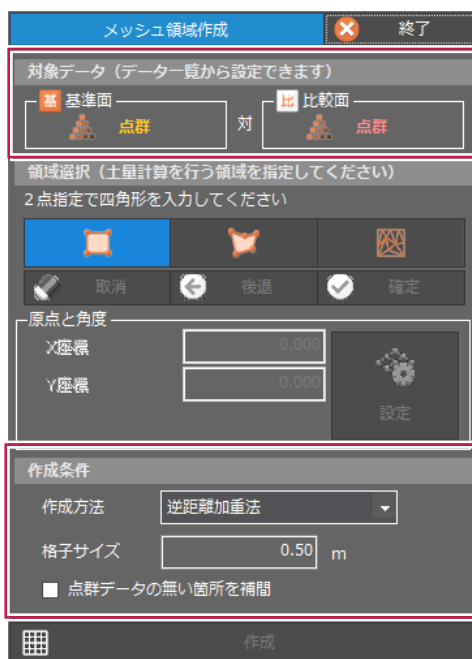 メッシュ領域作成 終了
対象データ（データ一覧から設定できます）
基 基準面 比 比較面
点群 対 点群
領域選択（土量計算を行う領域を指定してください）
2点指定で四角形を入力してください
取消 後退 確定
原点と角度
X座標 0.000
Y座標 0.000
設定
作成条件
作成方法 逆距離加重法
格子サイズ 0.50 m
点群データの無い箇所を補間
作成